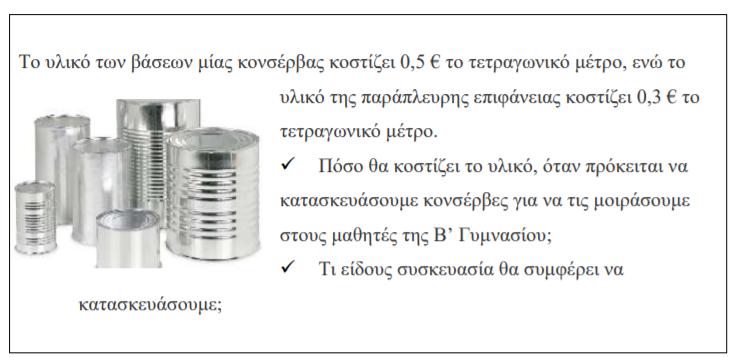 Το υλικό των βάσεων μίας κονσέρβας κοστίζει 0,5 € το τετραγωνικό μέτρο, ενώ το
υλικό της παράπλευρης επιφάνειας κοστίζει 0,3 € το
τετραγωνικό μέτρο.
✓ Πόσο θα κοστίζει το υλικό, όταν πρόκειται να
κατασκευάσουμε κονσέρβες για να τις μοιράσουμε
στους μαθητές της Β’ Γυμνασίου;
✓ Τι είδους συσκευασία θα συμφέρει να
κατασκευάσουμε;